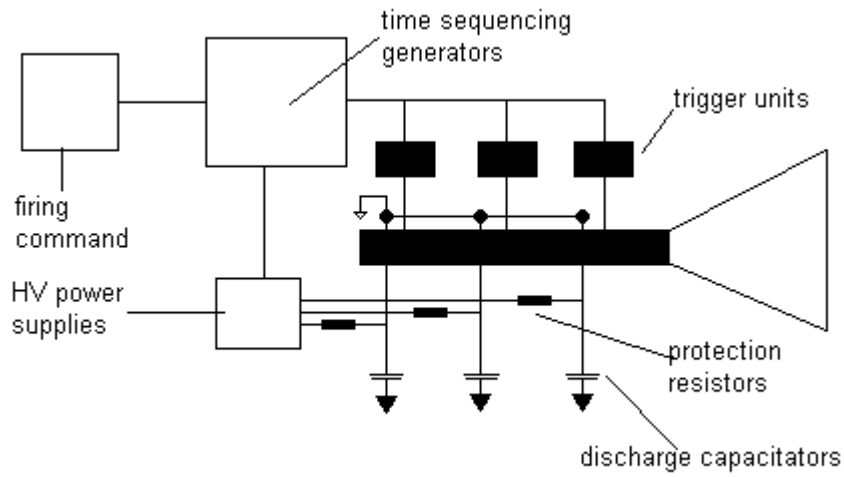 time sequencing
generators
trigger units
firing
command
HV power
supplies
protection
resistors
discharge capacitators